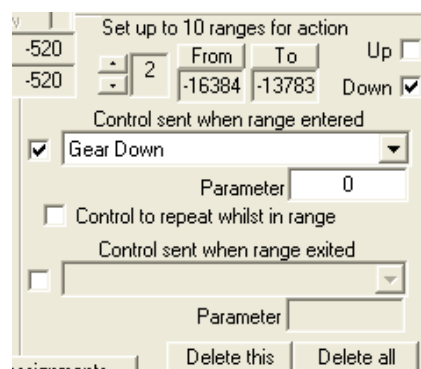 Set up to 10 ranges for action
-520
-520
2
From To
-16384 -13783
Up
Down
Control sent when range entered
Gear Down
Parameter 0
Control to repeat whilst in range
Control sent when range exited
Parameter
Delete this Delete all